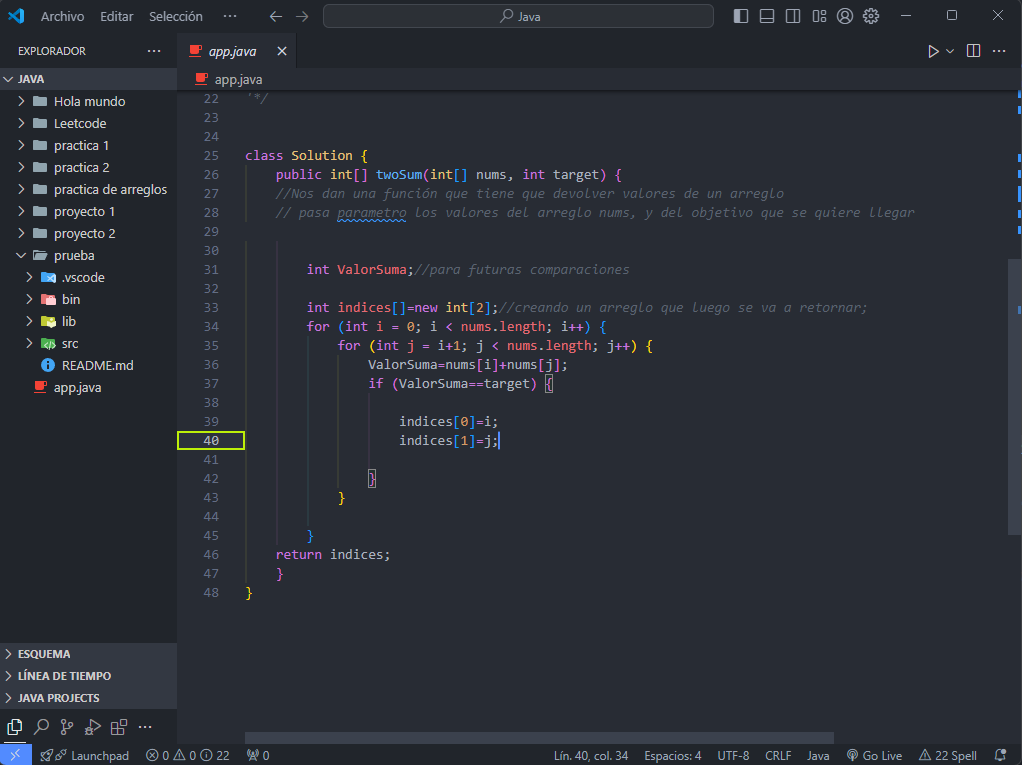 Archivo Editar Selección ··· Java
EXPLORADOR ··· app.java
JAVA
app.java
Hola mundo
Leetcode
practica 1
practica 2
practica de arreglos
proyecto 1
proyecto 2
prueba
.vscode
bin
lib
src
README.md
app.java
22 '*/
23
24
25 class Solution {
26 public int[] twoSum(int[] nums, int target) {
27 //Nos dan una función que tiene que devolver valores de un arreglo
28 // pasa parametro los valores del arreglo nums, y del objetivo que se quiere llegar
29
30
31 int ValorSuma;//para futuras comparaciones
32
33 int indices[]=new int[2];//creando un arreglo que luego se va a retornar;
34 for (int i = 0; i < nums.length; i++) {
35 for (int j = i+1; j < nums.length; j++) {
36 ValorSuma=nums[i]+nums[j];
37 if (ValorSuma==target) {
38
39 indices[0]=i;
40 indices[1]=j;
41
42 }
43 }
44
45 }
46 return indices;
47 }
48 }
ESQUEMA
LÍNEA DE TIEMPO
JAVA PROJECTS
Launchpad 0 0 22 0 Lín. 40, col. 34 Espacios: 4 UTF-8 CRLF Java Go Live 22 Spell